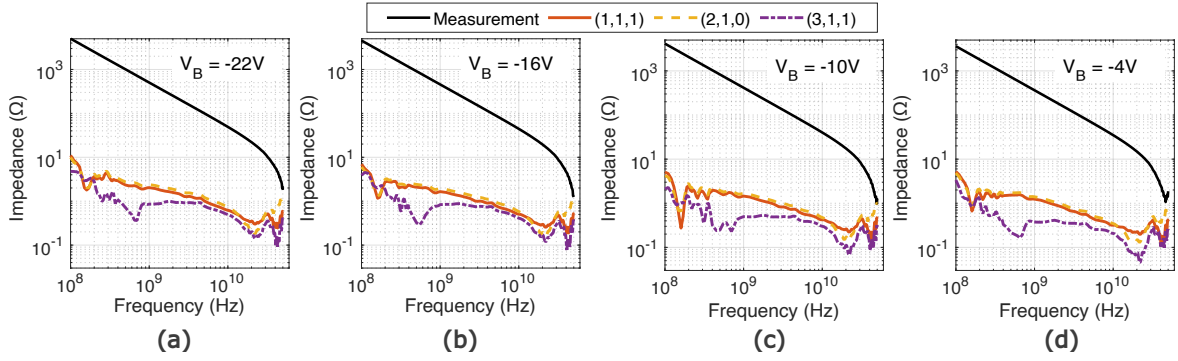 Measurement (1,1,1) (2,1,0) (3,1,1)
V_B = -22V
Impedance (Ω)
10^3
10^1
10^-1
10^8 10^9 10^10
Frequency (Hz)
(a)
V_B = -16V
Impedance (Ω)
10^3
10^1
10^-1
10^8 10^9 10^10
Frequency (Hz)
(b)
V_B = -10V
Impedance (Ω)
10^3
10^1
10^-1
10^8 10^9 10^10
Frequency (Hz)
(c)
V_B = -4V
Impedance (Ω)
10^3
10^1
10^-1
10^8 10^9 10^10
Frequency (Hz)
(d)